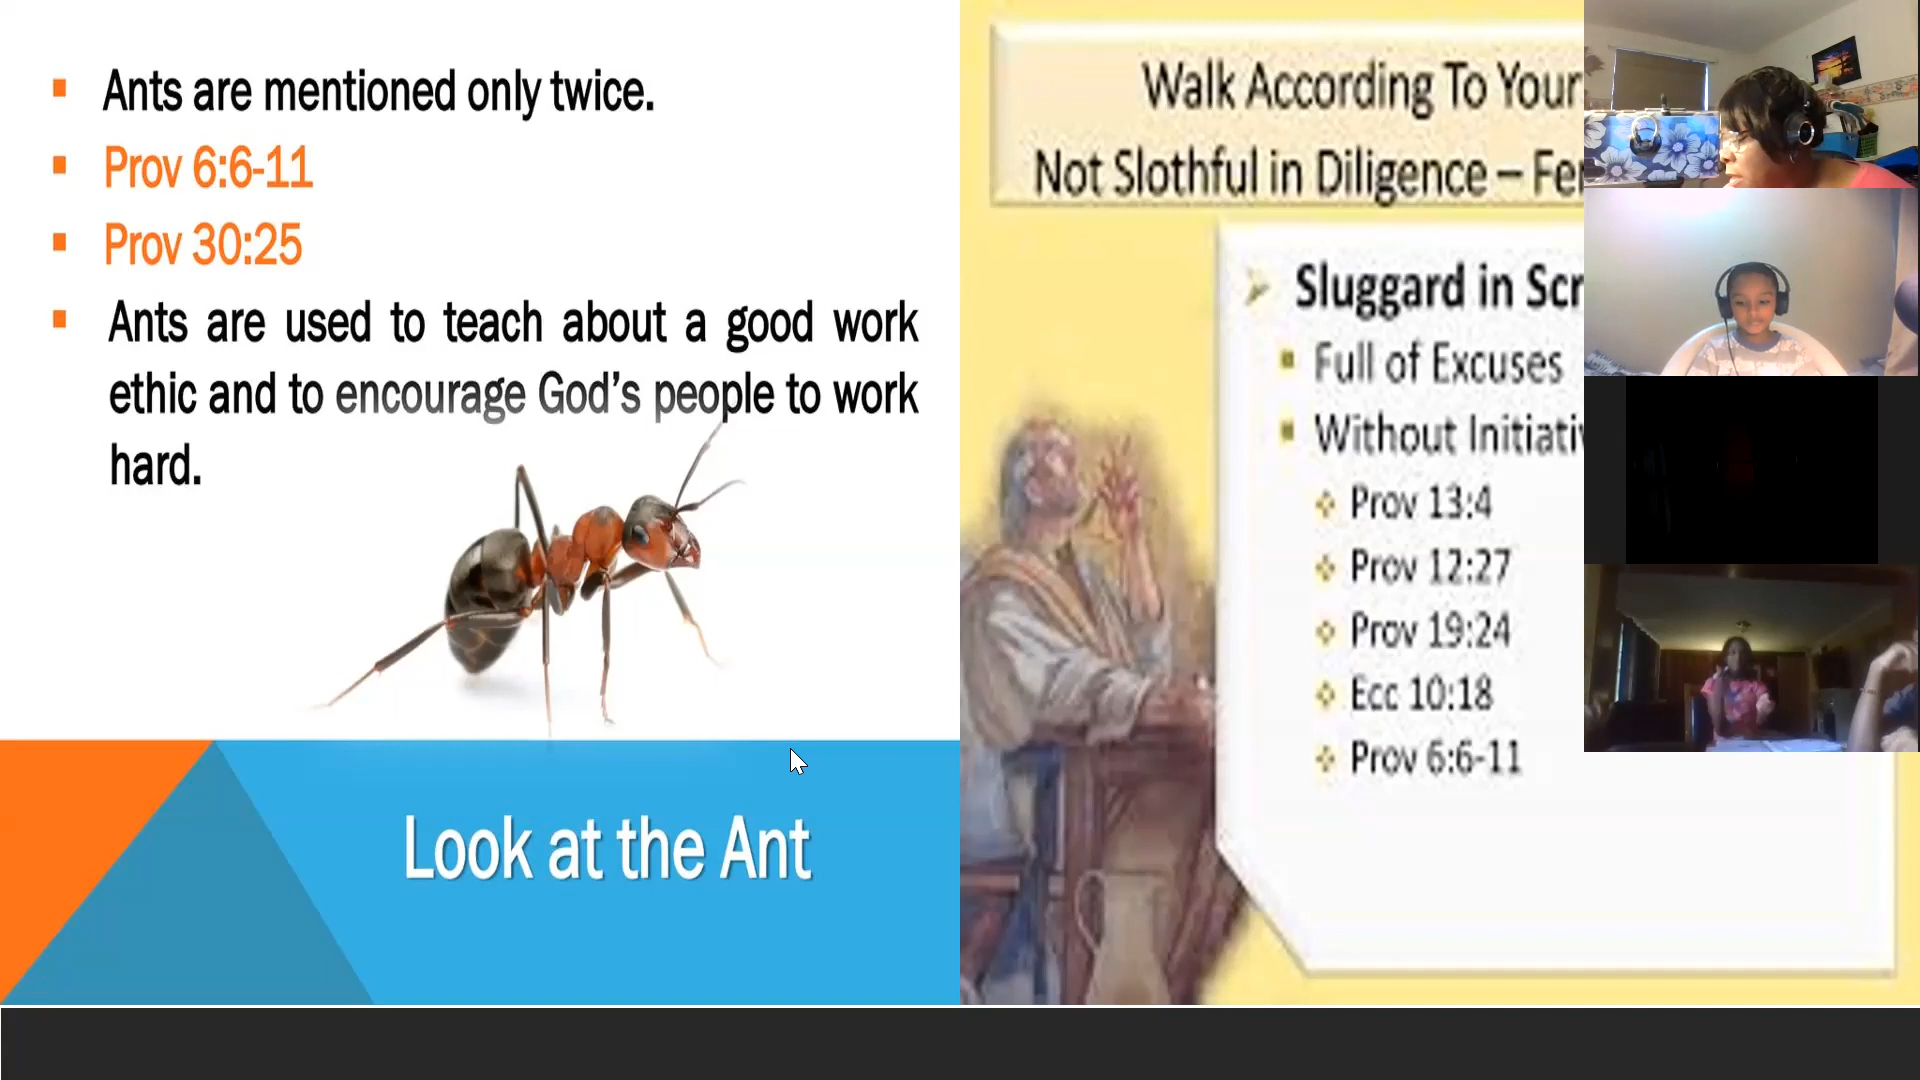 Ants are mentioned only twice.
Prov 6:6-11
Prov 30:25
Ants are used to teach about a good work
ethic and to encourage God's people to work
hard.
Look at the Ant
Walk According To Your
Not Slothful in Diligence – 
Sluggard in
Full of Excuses
Without
Prov 13:4
Prov 12:27
Prov 19:24
Ecc 10:18
Prov 6:6-11